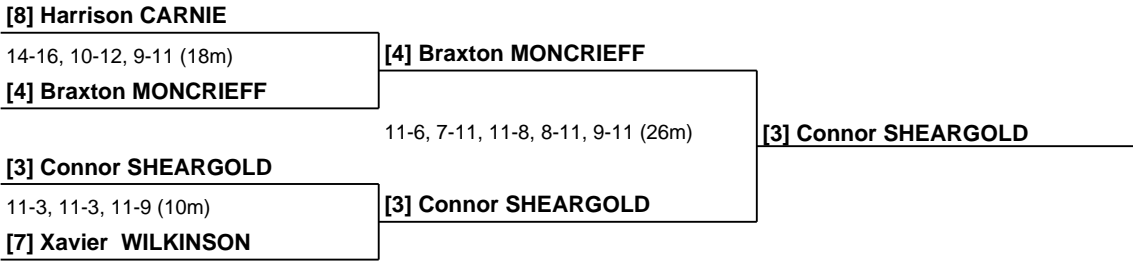 [8] Harrison CARNIE
14-16, 10-12, 9-11 (18m)
[4] Braxton MONCRIEFF
[4] Braxton MONCRIEFF
11-6, 7-11, 11-8, 8-11, 9-11 (26m)
[3] Connor SHEARGOLD
[3] Connor SHEARGOLD
11-3, 11-3, 11-9 (10m)
[3] Connor SHEARGOLD
[7] Xavier  WILKINSON